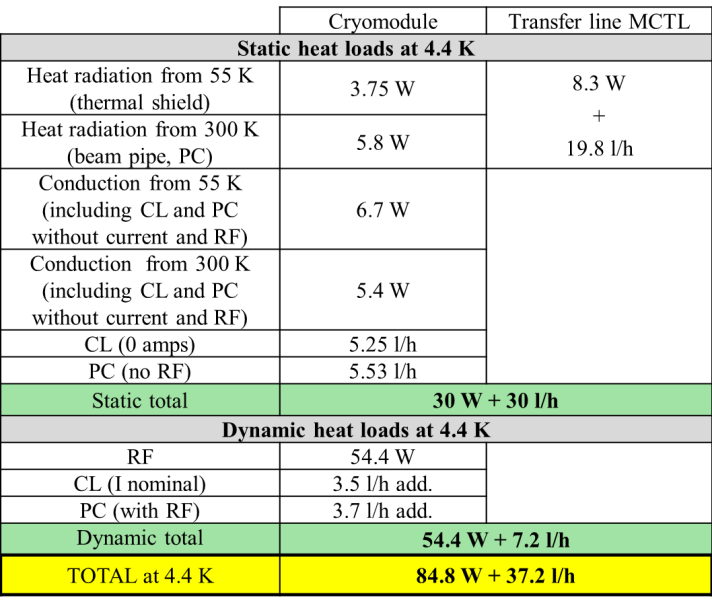 Cryomodule Transfer line MCTL
Static heat loads at 4.4 K
Heat radiation from 55 K
(thermal shield)
3.75 W
8.3 W
+
19.8 l/h
Heat radiation from 300 K
(beam pipe, PC)
5.8 W
Conduction from 55 K
(including CL and PC
without current and RF)
6.7 W
Conduction from 300 K
(including CL and PC
without current and RF)
5.4 W
CL (0 amps) 5.25 l/h
PC (no RF) 5.53 l/h
Static total 30 W + 30 l/h
Dynamic heat loads at 4.4 K
RF 54.4 W
CL (I nominal) 3.5 l/h add.
PC (with RF) 3.7 l/h add.
Dynamic total 54.4 W + 7.2 l/h
TOTAL at 4.4 K 84.8 W + 37.2 l/h